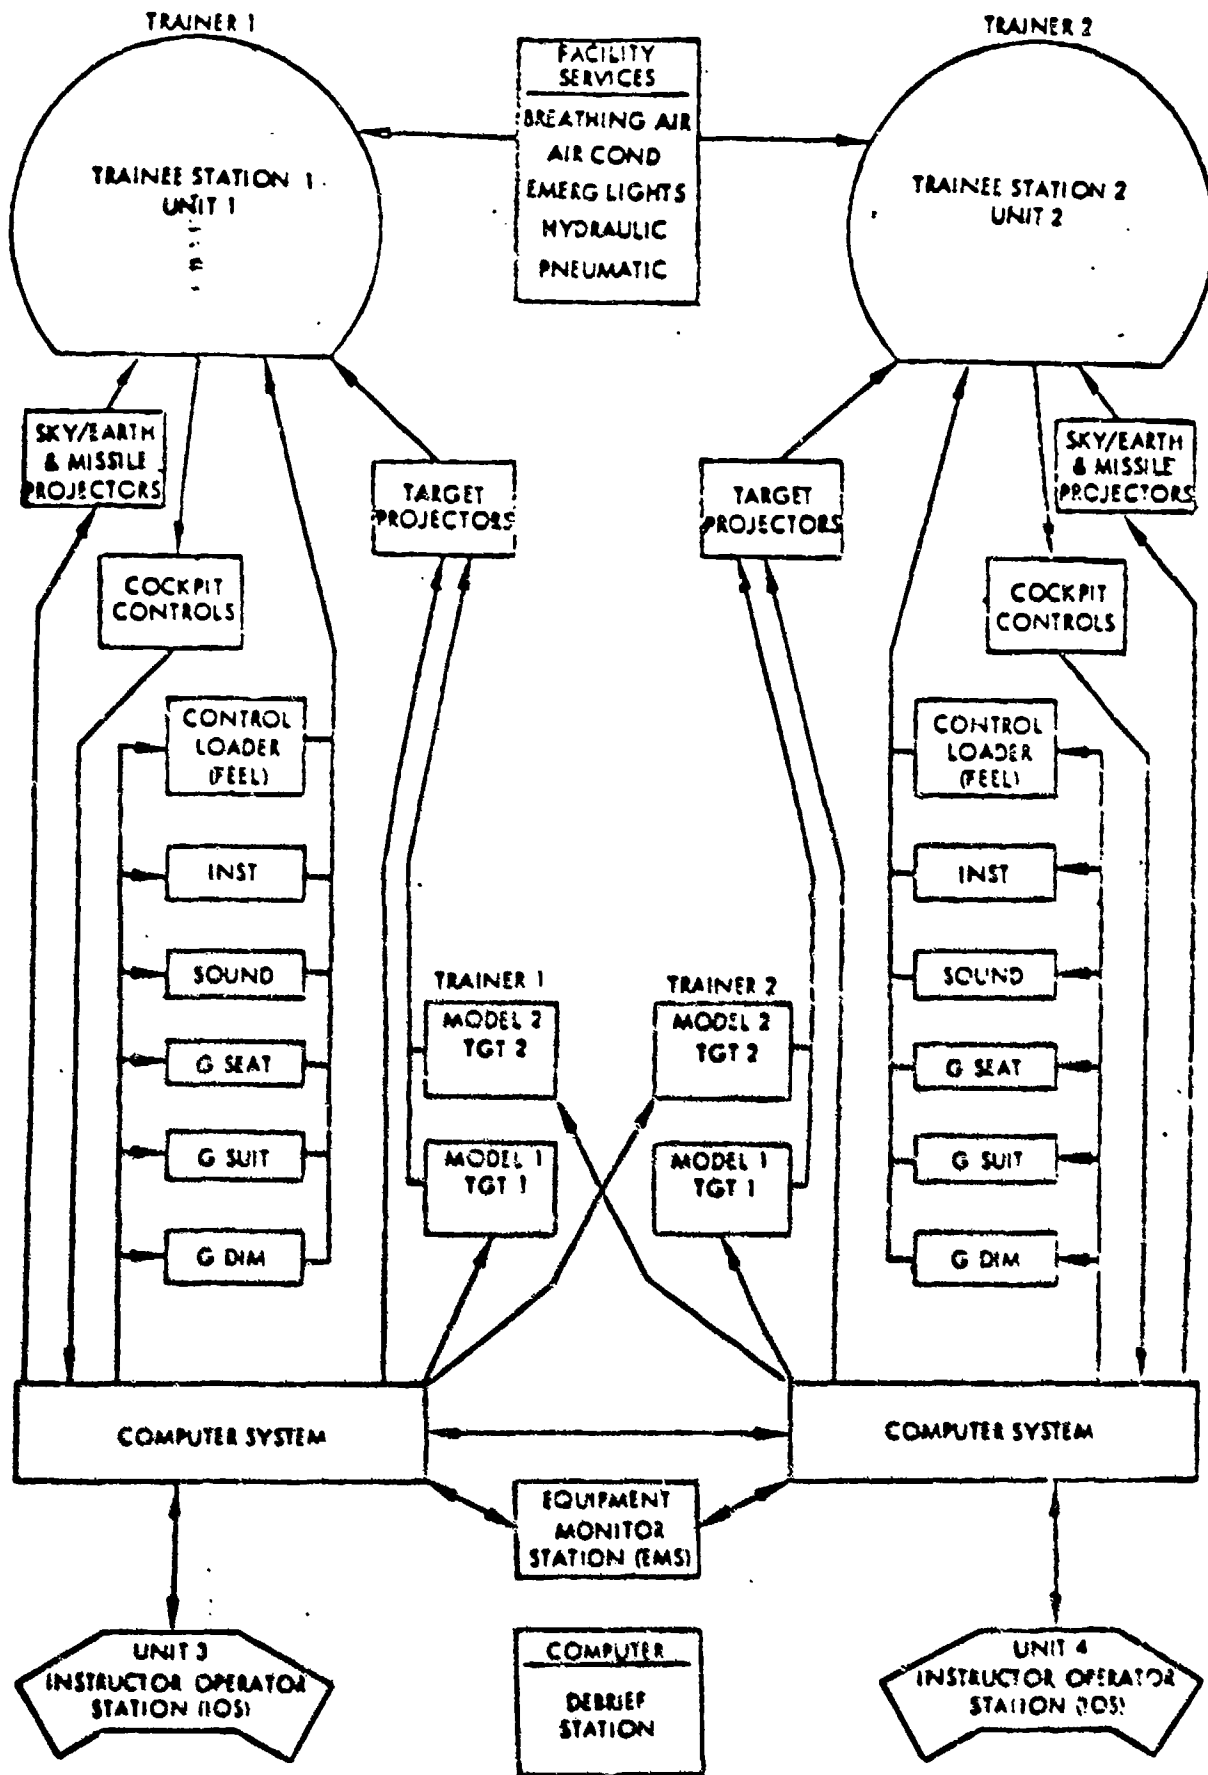 TRAINER 1
TRAINEE STATION 1
UNIT 1
FACILITY
SERVICES
BREATHING AIR
AIR COND
EMERG LIGHTS
HYDRAULIC
PNEUMATIC
TRAINER 2
TRAINEE STATION 2
UNIT 2
SKY/EARTH
& MISSILE
PROJECTORS
TARGET
PROJECTORS
TARGET
PROJECTORS
SKY/EARTH
& MISSILE
PROJECTORS
COCKPIT
CONTROLS
COCKPIT
CONTROLS
CONTROL
LOADER
(FEEL)
INST
SOUND
G SEAT
G SUIT
G DIM
TRAINER 1
MODEL 2
TGT 2
MODEL 1
TGT 1
TRAINER 2
MODEL 2
TGT 2
MODEL 1
TGT 1
CONTROL
LOADER
(FEEL)
INST
SOUND
G SEAT
G SUIT
G DIM
COMPUTER SYSTEM
COMPUTER SYSTEM
EQUIPMENT
MONITOR
STATION (EMS)
UNIT 3
INSTRUCTOR OPERATOR
STATION (IOS)
COMPUTER
DEBRIEF
STATION
UNIT 4
INSTRUCTOR OPERATOR
STATION (IOS)